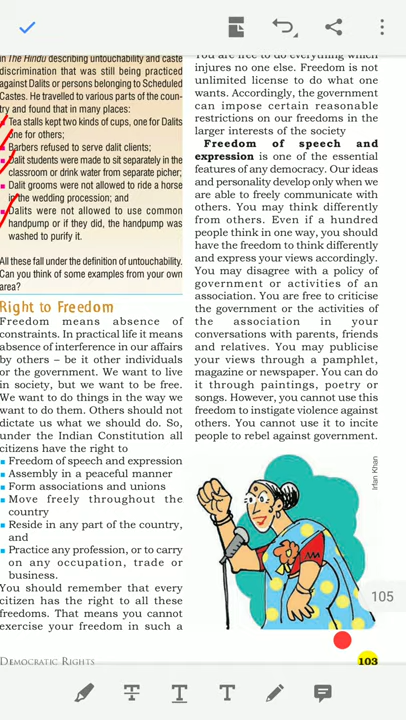 in The Hindu describing untouchability and caste
discrimination that was still being practiced
against Dalits or persons belonging to Scheduled
Castes. He travelled to various parts of the coun-
try and found that in many places:
Tea stalls kept two kinds of cups, one for Dalits
one for others;
Barbers refused to serve dalit clients;
Dalit students were made to sit separately in the
classroom or drink water from separate picher;
Dalit grooms were not allowed to ride a horse
in the wedding procession; and
Dalits were not allowed to use common
handpump or if they did, the handpump was
washed to purify it.
All these fall under the definition of untouchability.
Can you think of some examples from your own
area?
Right to Freedom
Freedom means absence of
constraints. In practical life it means
absence of interference in our affairs
by others – be it other individuals
or the government. We want to live
in society, but we want to be free.
We want to do things in the way we
want to do them. Others should not
dictate us what we should do. So,
under the Indian Constitution all
citizens have the right to
Freedom of speech and expression
Assembly in a peaceful manner
Form associations and unions
Move freely throughout the
country
Reside in any part of the country,
and
Practice any profession, or to carry
on any occupation, trade or
business.
You should remember that every
citizen has the right to all these
freedoms. That means you cannot
exercise your freedom in such a
You are free to do everything which
injures no one else. Freedom is not
unlimited license to do what one
wants. Accordingly, the government
can impose certain reasonable
restrictions on our freedoms in the
larger interests of the society
Freedom of speech and
expression is one of the essential
features of any democracy. Our ideas
and personality develop only when we
are able to freely communicate with
others. You may think differently
from others. Even if a hundred
people think in one way, you should
have the freedom to think differently
and express your views accordingly.
You may disagree with a policy of
government or activities of an
association. You are free to criticise
the government or the activities of
the association in your
conversations with parents, friends
and relatives. You may publicise
your views through a pamphlet,
magazine or newspaper. You can do
it through paintings, poetry or
songs. However, you cannot use this
freedom to instigate violence against
others. You cannot use it to incite
people to rebel against government.
Irfan Khan
105
Democratic Rights
103
T
T
T